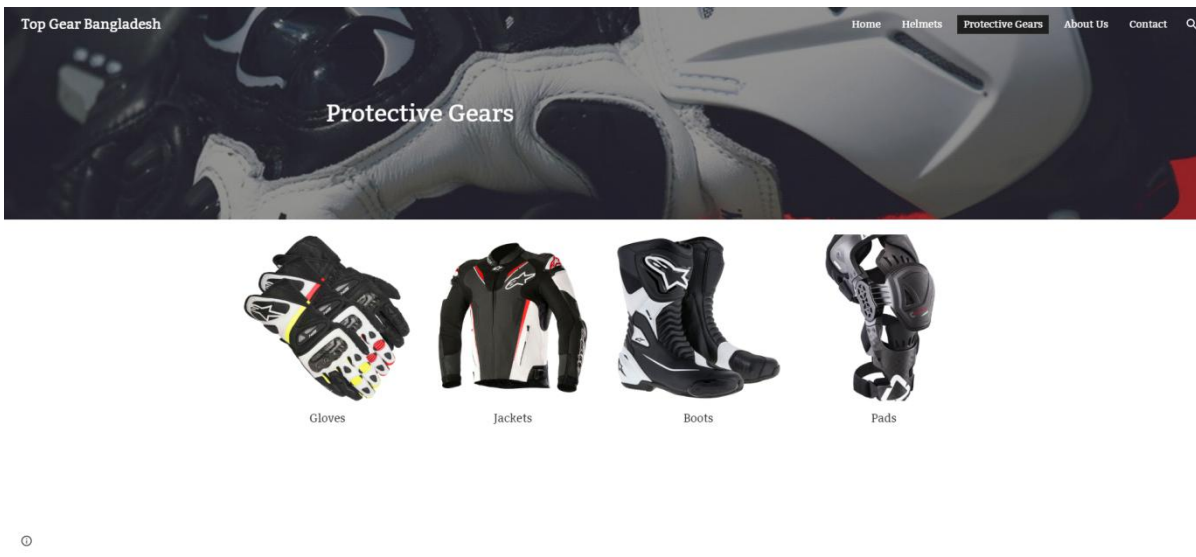 Top Gear Bangladesh
Home Helmets Protective Gears About Us Contact
Protective Gears
Gloves Jackets Boots Pads